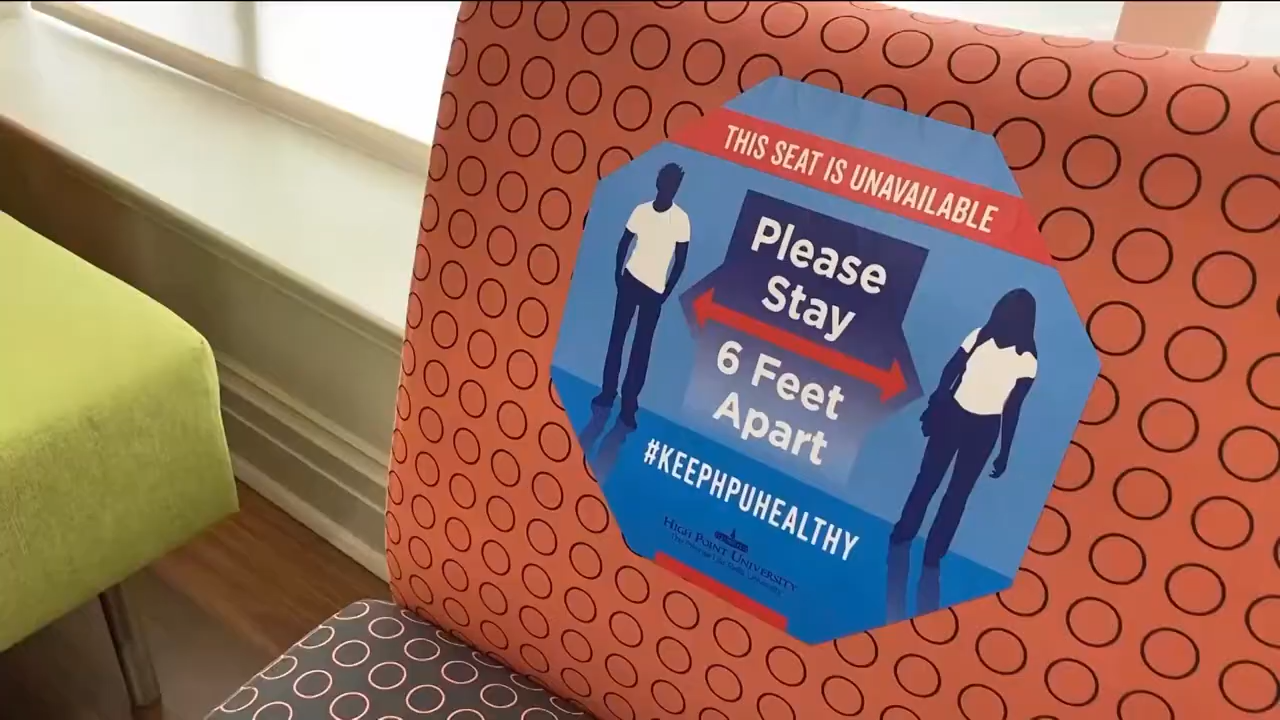 THIS SEAT IS UNAVAILABLE
Please
Stay
6 Feet
Apart
#KEEPHPUHEALTHY
HIGH POINT UNIVERSITY